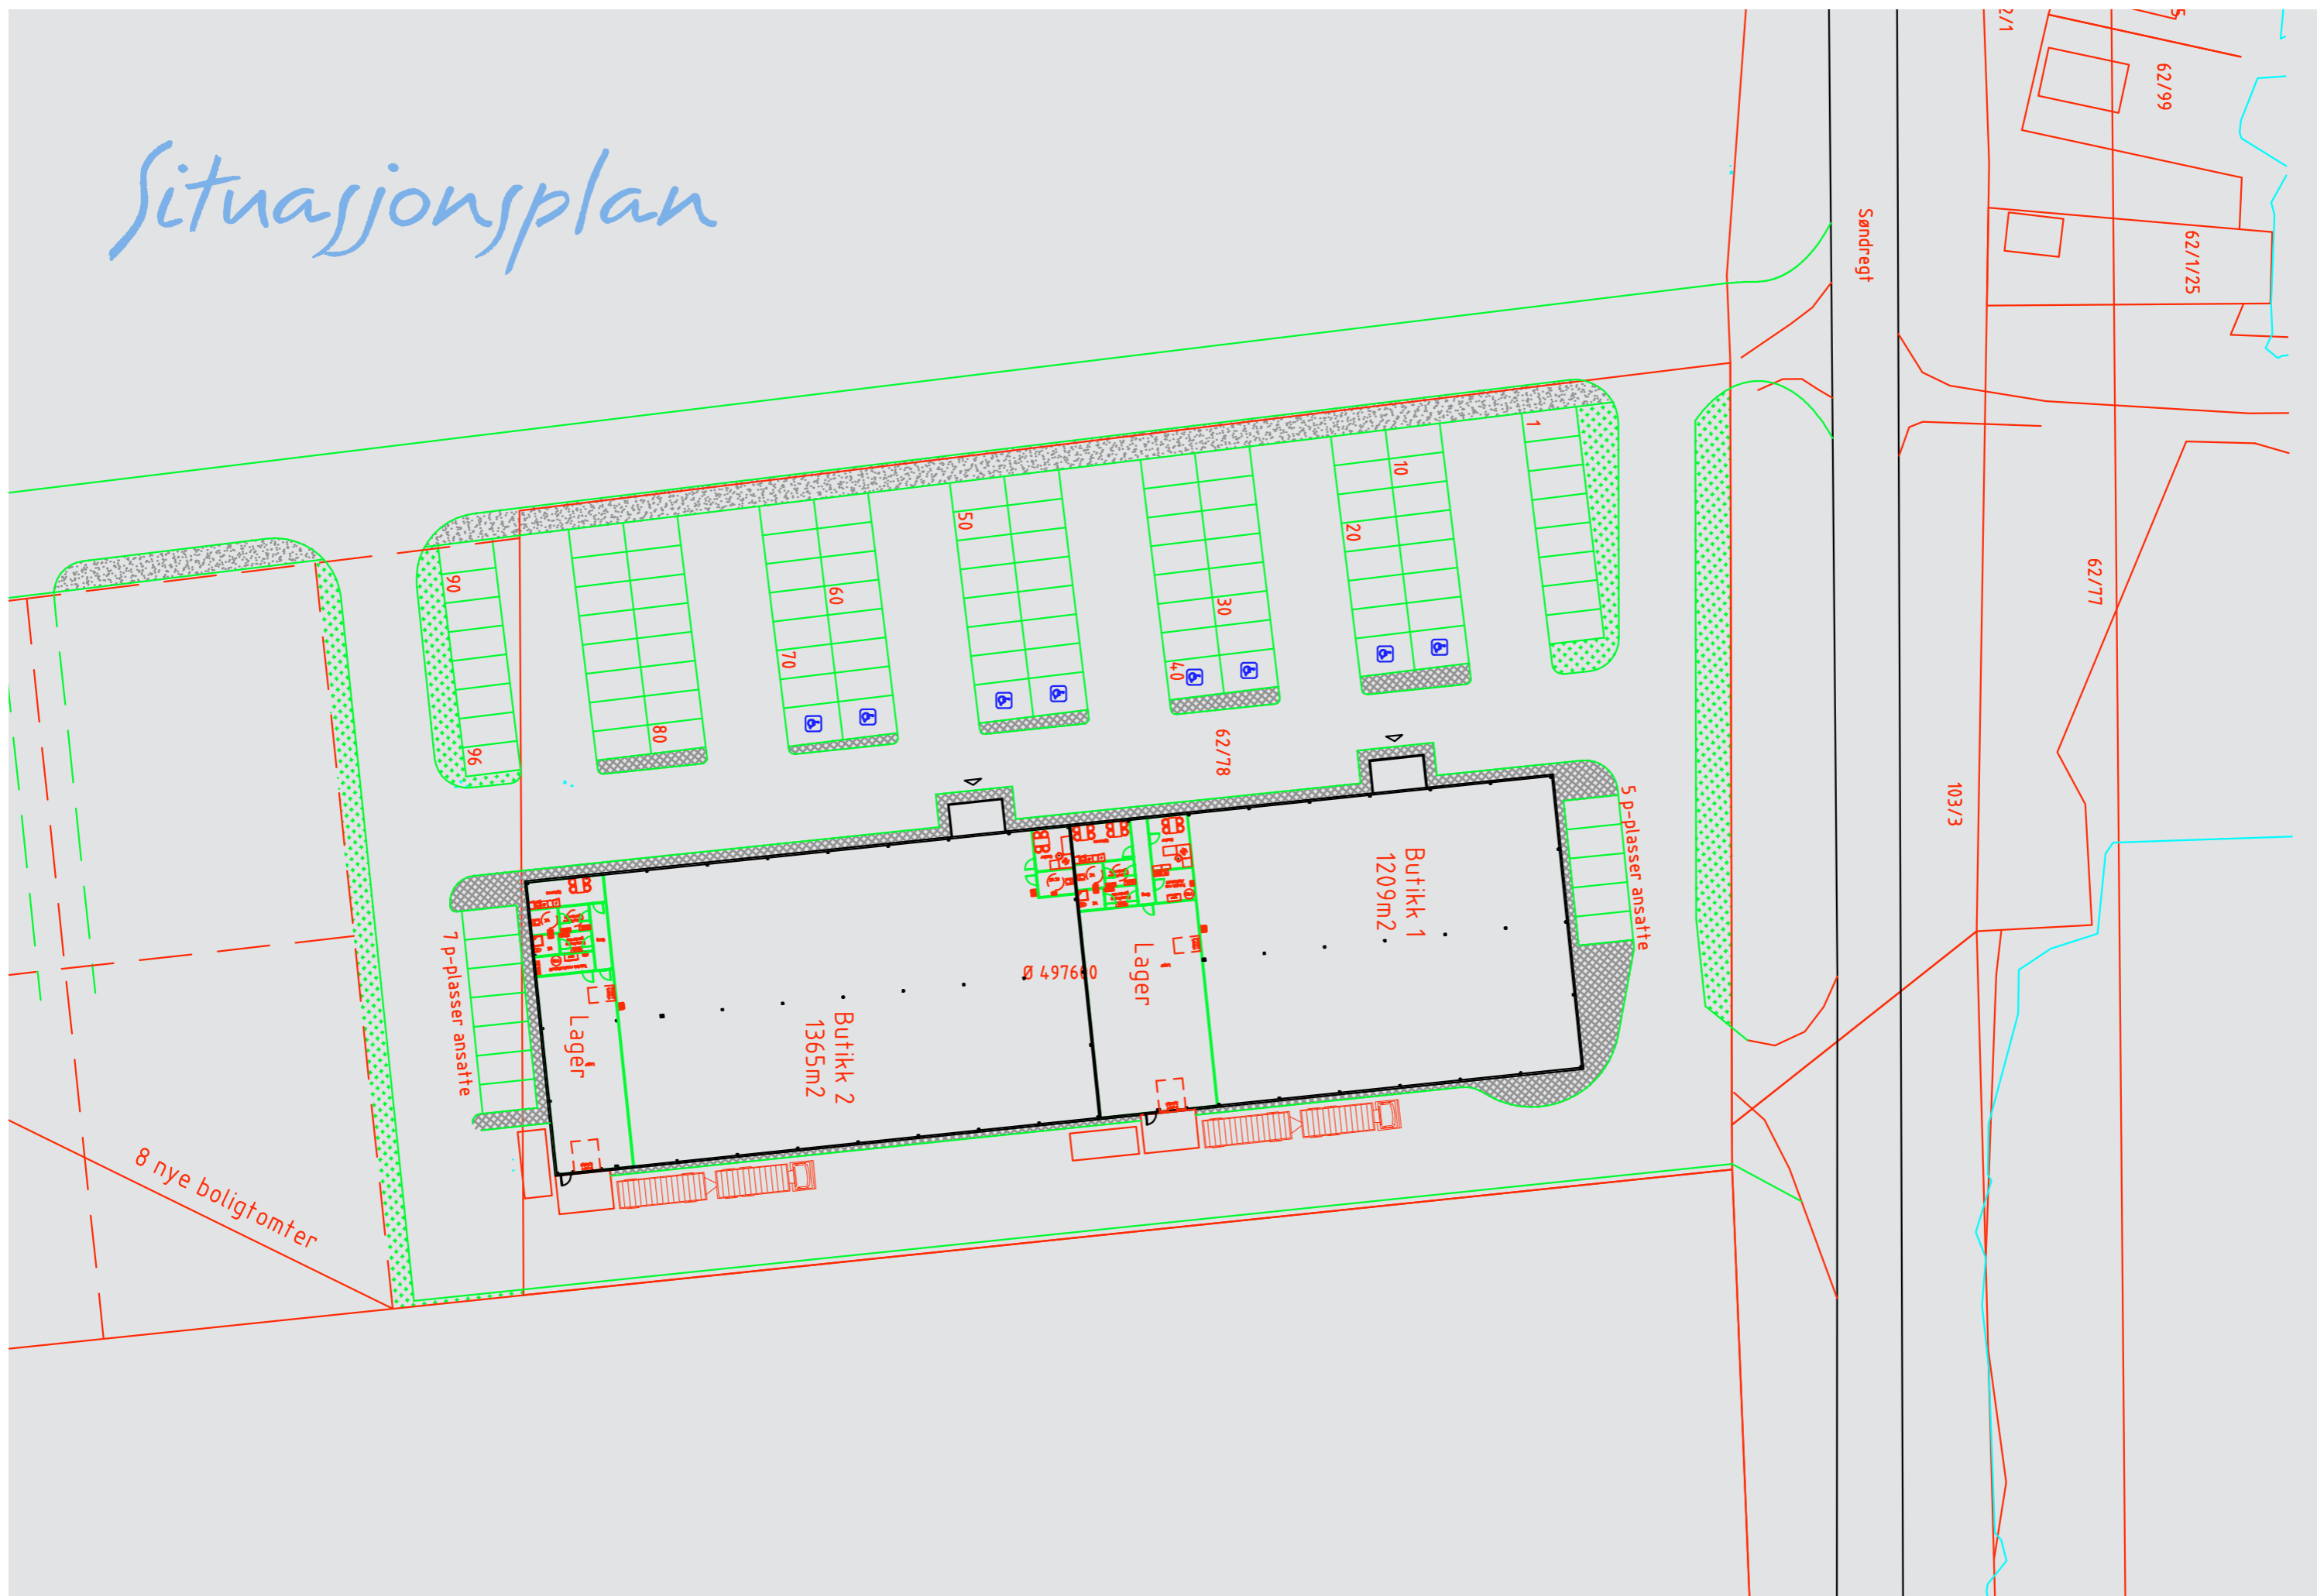 Situasjonsplan
2/1
62/99
Søndregt
62/1/25
1
10
20
30
40
50
60
70
80
90
96
62/77
62/78
103/3
5 p-plasser ansatte
7 p-plasser ansatte
Butikk 1
1209m2
Lager
Butikk 2
1365m2
Lager
8 nye boligtomter